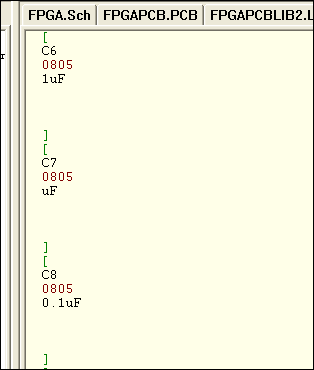 FPGA.Sch FPGAPCB.PCB FPGAPCBLIB2.L
r
[
C6
0805
1uF
]
[
C7
0805
uF
]
[
C8
0805
0.1uF
]